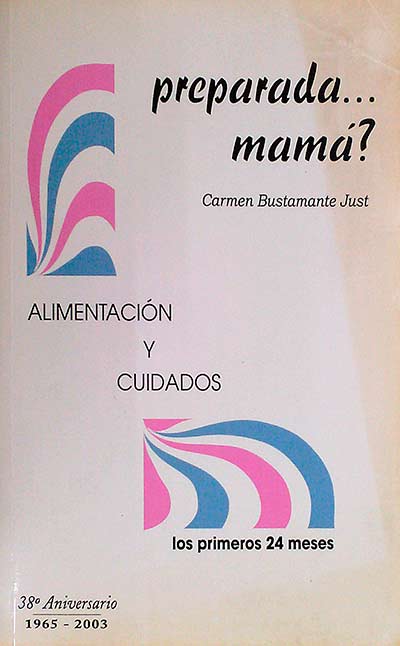 preparada...
mamá?
Carmen Bustamante Just
ALIMENTACIÓN
Y
CUIDADOS
los primeros 24 meses
38º Aniversario
1965 - 2003